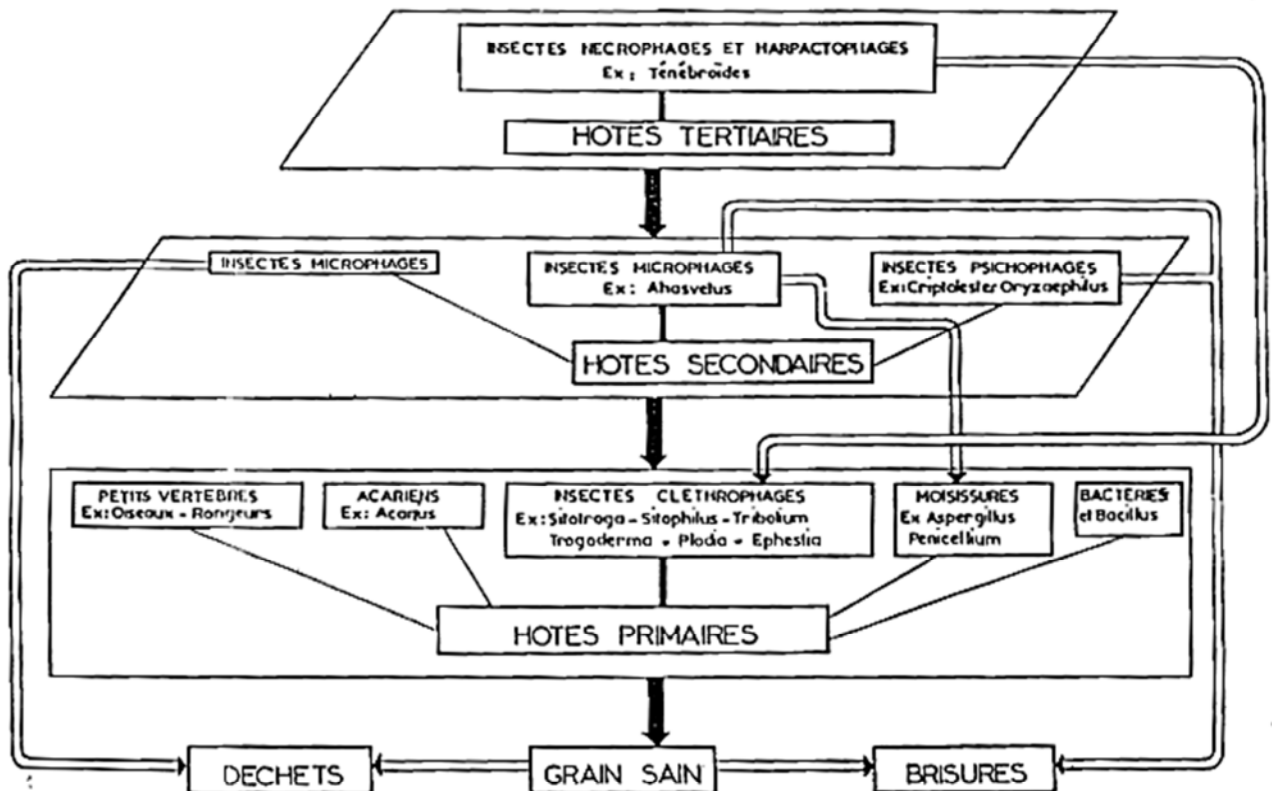 INSECTES NECROPHAGES ET HARPACTOPHAGES
Ex: Ténébroïdes
HOTES TERTIAIRES
INSECTES MICROPHAGES
INSECTES MICROPHAGES
Ex: Ahasvelus
INSECTES PSICHOPHAGES
Ex: Criptolester Oryzaephilus
HOTES SECONDAIRES
PETITS VERTEBRES
Ex: Oiseaux - Rongeurs
ACARIENS
Ex: Acarus
INSECTES CLETHROPHAGES
Ex: Sitotroga - Sitophilus - Tribolium
Trogoderma - Plodia - Ephestia
MOISISSURES
Ex Aspergillus
Penicellium
BACTERIES
et Bacillus
HOTES PRIMAIRES
DECHETS
GRAIN SAIN
BRISURES